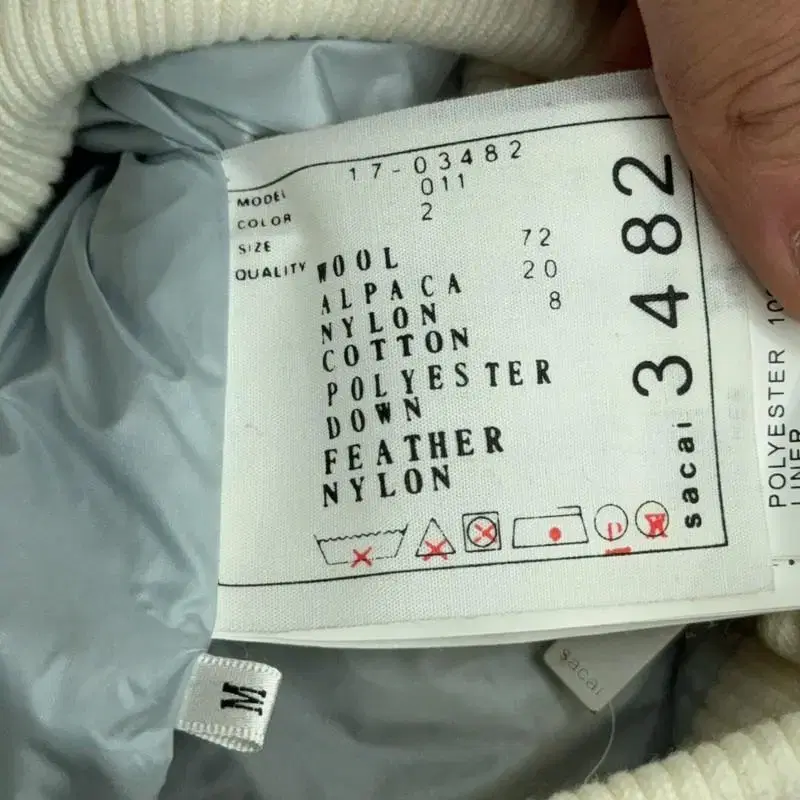 MODEL 17-03482
COLOR 011
SIZE 2
QUALITY WOOL 72
ALPACA 20
NYLON 8
COTTON
POLYESTER
DOWN
FEATHER
NYLON
P
W
sacai 3482
POLYESTER
LINER
M
sacai